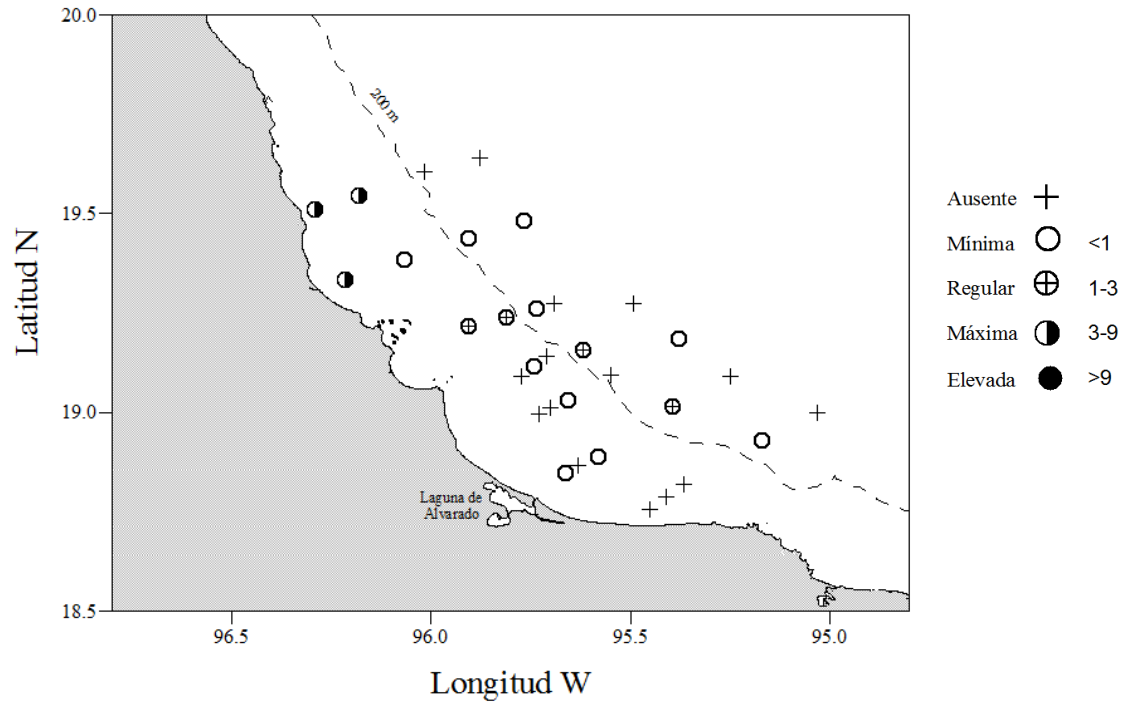 20.0
200 m
19.5
Latitud N
19.0
Laguna de
Alvarado
18.5
96.5 96.0 95.5 95.0
Longitud W
Ausente
Mínima <1
Regular 1-3
Máxima 3-9
Elevada >9